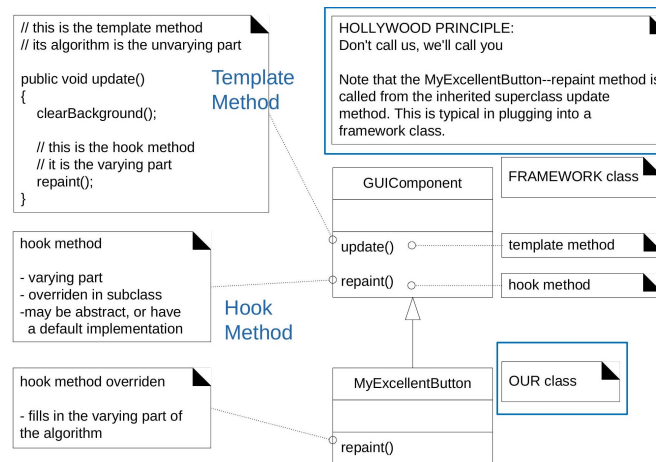 // this is the template method
// its algorithm is the unvarying part
public void update()
{
clearBackground();
// this is the hook method
// it is the varying part
repaint();
}
Template
Method
HOLLYWOOD PRINCIPLE:
Don't call us, we'll call you
Note that the MyExcellentButton--repaint method is
called from the inherited superclass update
method. This is typical in plugging into a
framework class.
GUIComponent
FRAMEWORK class
update()
template method
repaint()
hook method
hook method
- varying part
- overriden in subclass
-may be abstract, or have
a default implementation
Hook
Method
hook method overriden
- fills in the varying part of
the algorithm
MyExcellentButton
OUR class
repaint()